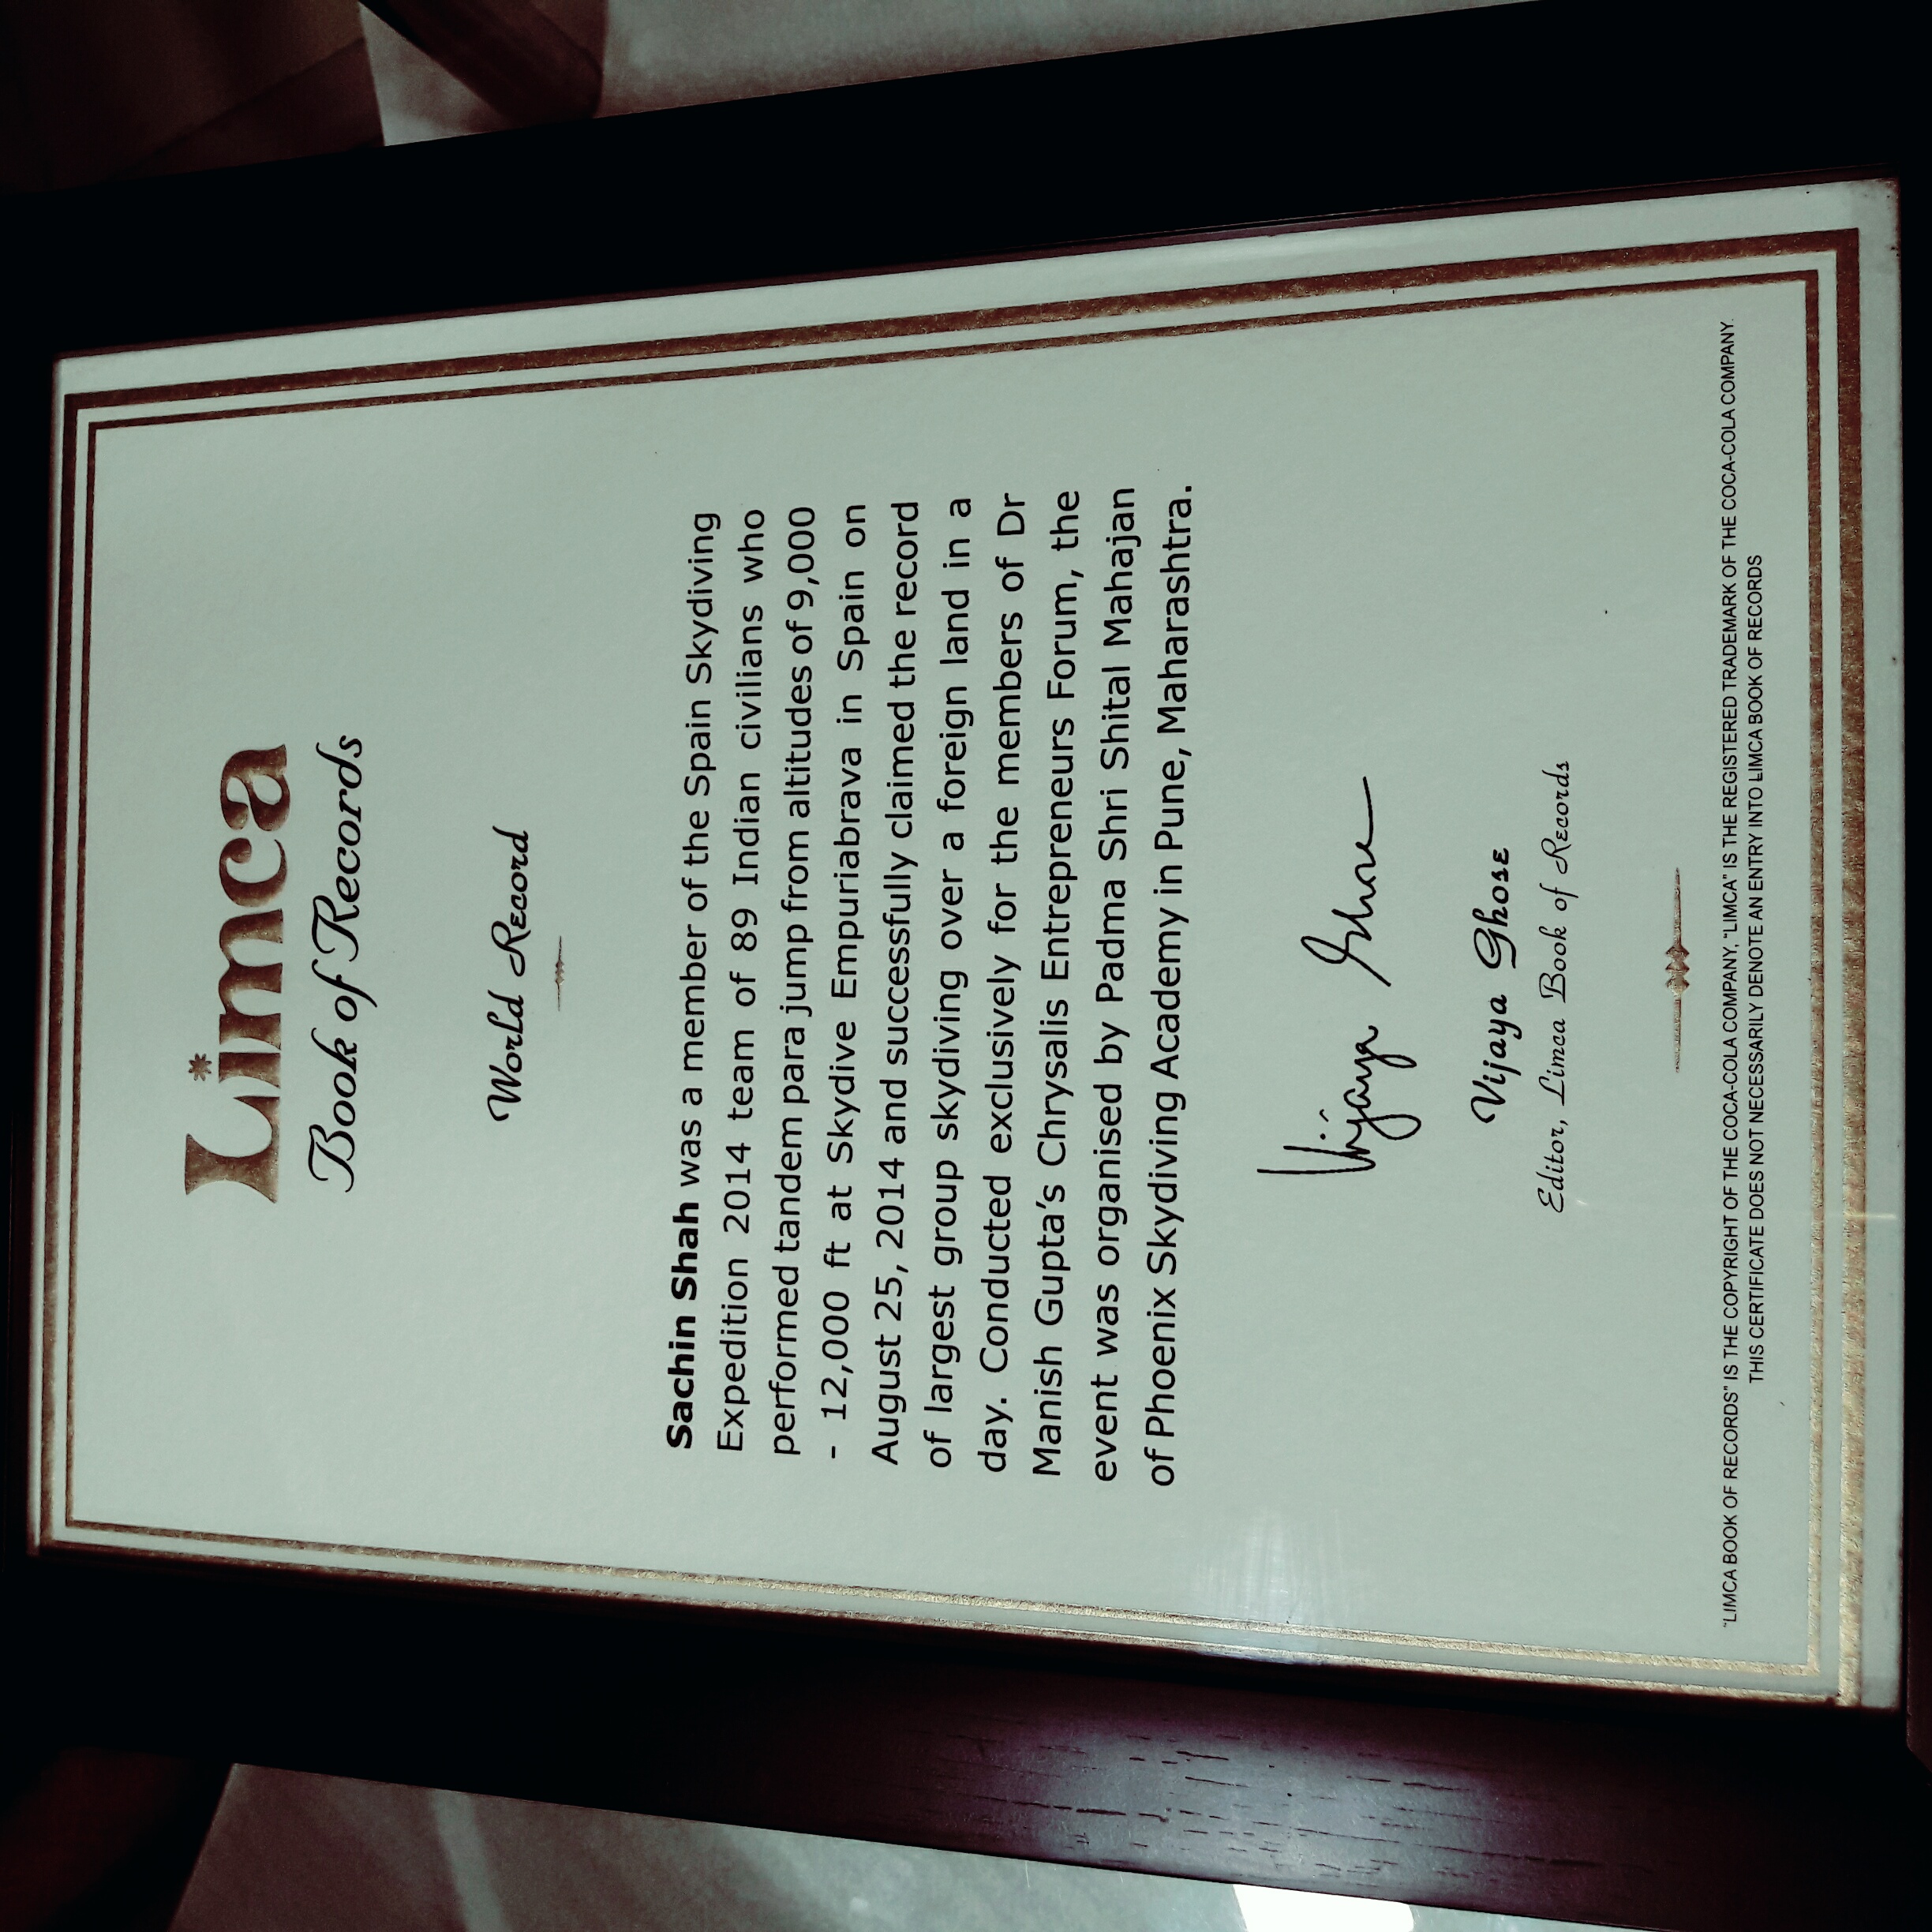 Limca
Book of Records
World Record
Sachin Shah was a member of the Spain Skydiving
Expedition 2014 team of 89 Indian civilians who
performed tandem para jump from altitudes of 9,000
- 12,000 ft at Skydive Empuriabrava in Spain on
August 25, 2014 and successfully claimed the record
of largest group skydiving over a foreign land in a
day. Conducted exclusively for the members of Dr
Manish Gupta's Chrysalis Entrepreneurs Forum, the
event was organised by Padma Shri Shital Mahajan
of Phoenix Skydiving Academy in Pune, Maharashtra.
Vijaya Ghose
Vijaya Ghose
Editor, Limca Book of Records
"LIMCA BOOK OF RECORDS" IS THE COPYRIGHT OF THE COCA-COLA COMPANY, "LIMCA" IS THE REGISTERED TRADEMARK OF THE COCA-COLA COMPANY.
THIS CERTIFICATE DOES NOT NECESSARILY DENOTE AN ENTRY INTO LIMCA BOOK OF RECORDS